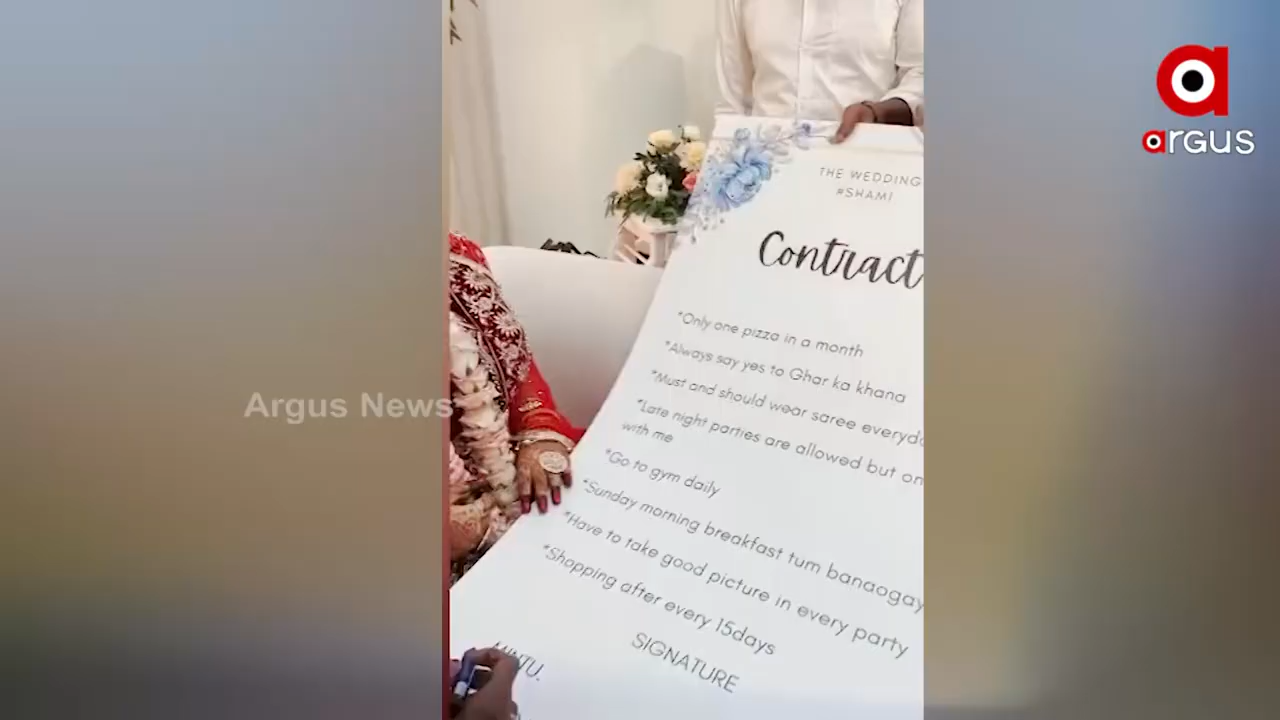 aRGUS
THE WEDDING
#SHAMI
Contract
*Only one pizza in a month
*Always say yes to Ghar ka khana
*Must and should wear saree everyda
*Late night parties are allowed but on
with me
*Go to gym daily
*Sunday morning breakfast tum banaogay
*Have to take good picture in every party
*Shopping after every 15days
SIGNATURE
Argus News